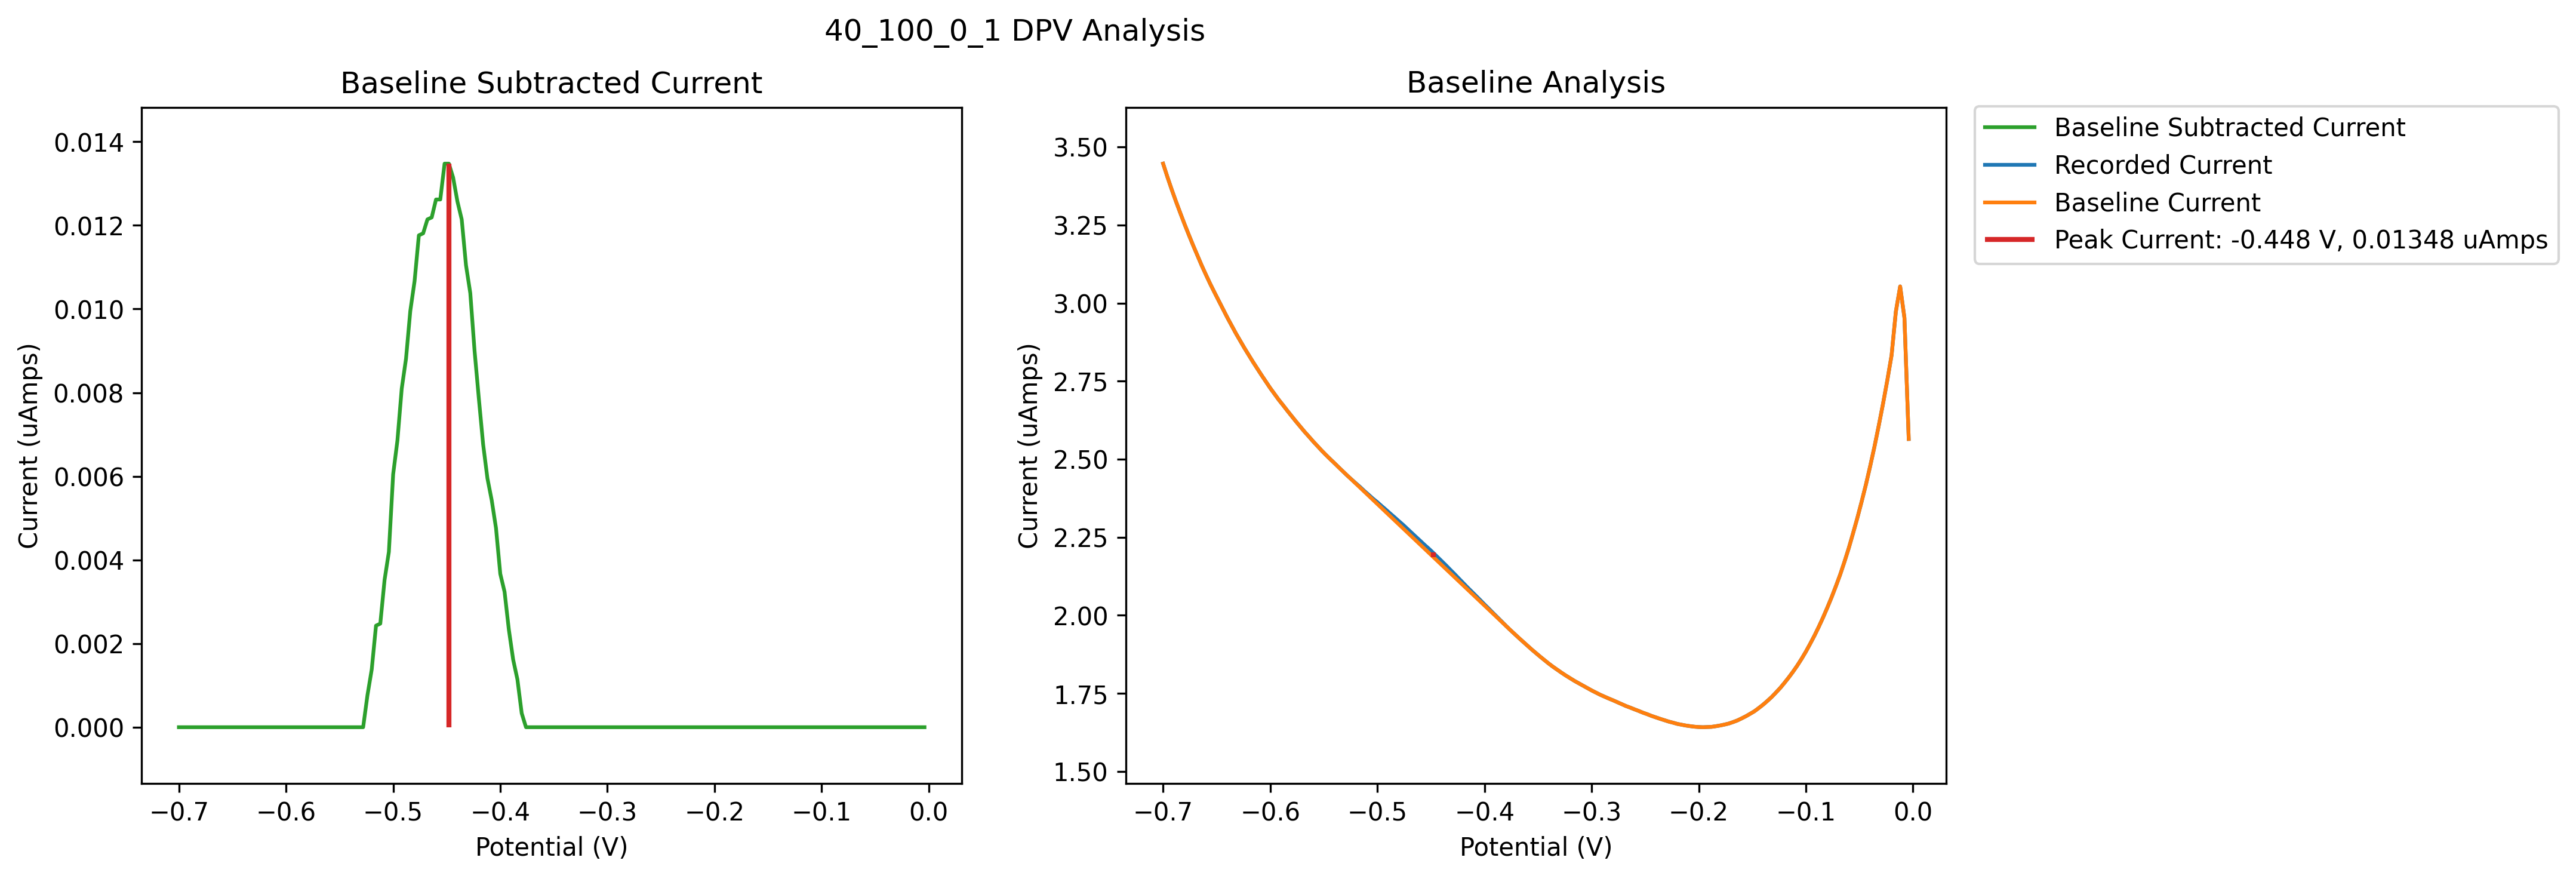 40_100_0_1 DPV Analysis
Baseline Subtracted Current
Current (uAmps)
0.014
0.012
0.010
0.008
0.006
0.004
0.002
0.000
−0.7 −0.6 −0.5 −0.4 −0.3 −0.2 −0.1 0.0
Potential (V)
Baseline Analysis
Current (uAmps)
3.50
3.25
3.00
2.75
2.50
2.25
2.00
1.75
1.50
−0.7 −0.6 −0.5 −0.4 −0.3 −0.2 −0.1 0.0
Potential (V)
Baseline Subtracted Current
Recorded Current
Baseline Current
Peak Current: -0.448 V, 0.01348 uAmps